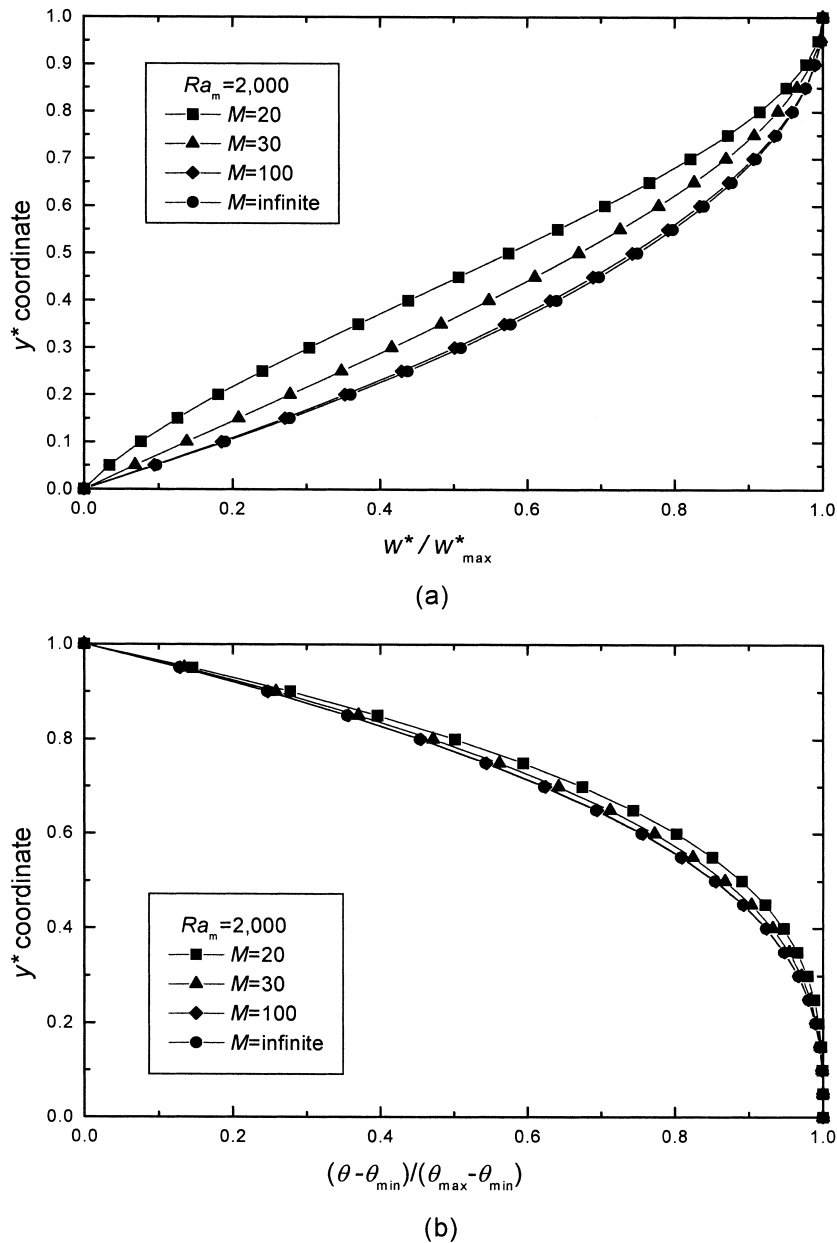 1.0
0.9
0.8
0.7
0.6
0.5
0.4
0.3
0.2
0.1
0.0
y* coordinate
Ra_m=2,000
M=20
M=30
M=100
M=infinite
0.0 0.2 0.4 0.6 0.8 1.0
w* / w*_max
(a)
1.0
0.8
0.6
0.4
0.2
0.0
y* coordinate
Ra_m=2,000
M=20
M=30
M=100
M=infinite
0.0 0.2 0.4 0.6 0.8 1.0
(θ-θ_min)/(θ_max-θ_min)
(b)